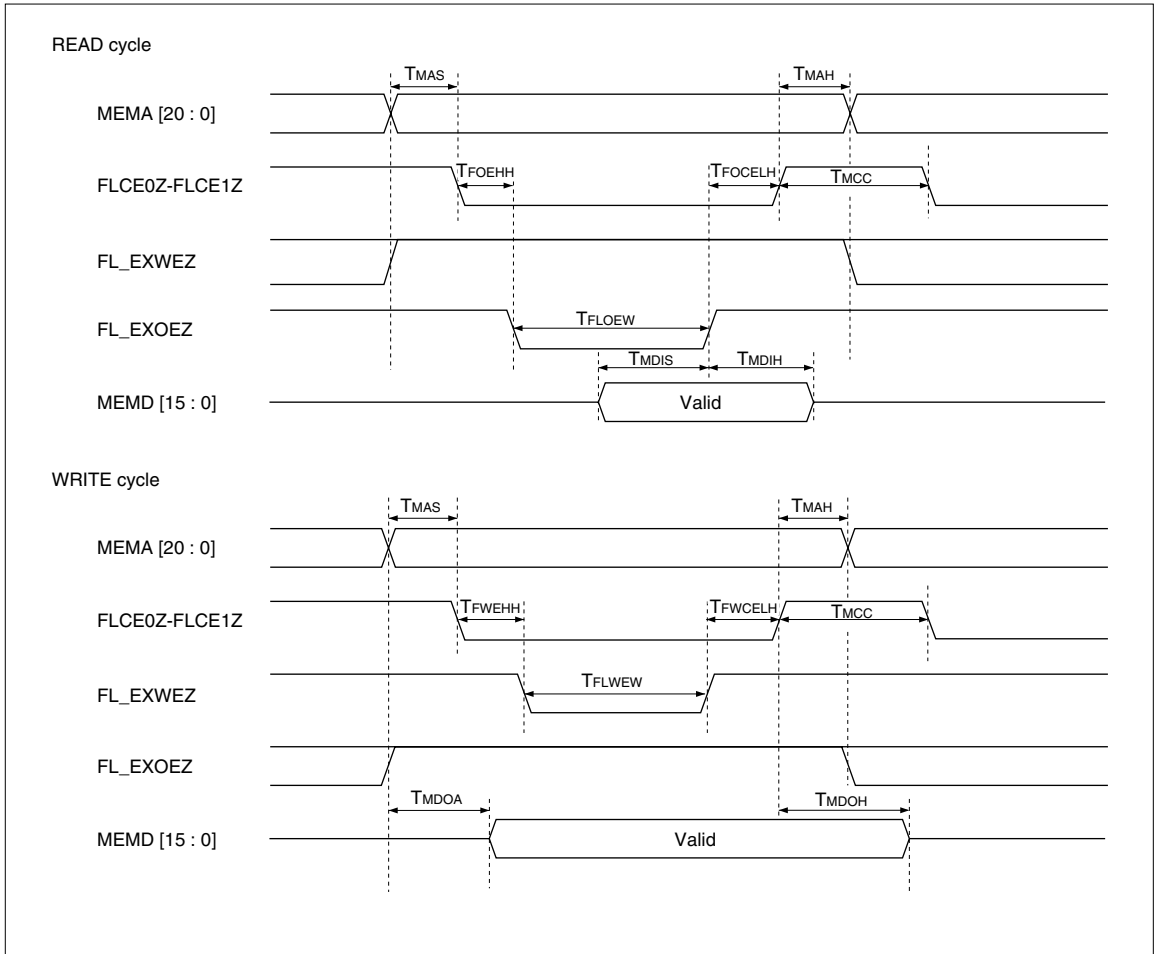 READ cycle
TMAS TMAH
MEMA [20 : 0]
TFOEHH TFOCELH
FLCE0Z-FLCE1Z TMCC
FL_EXWEZ
TFLOEW
FL_EXOEZ
TMDIS TMDIH
MEMD [15 : 0] Valid
WRITE cycle
TMAS TMAH
MEMA [20 : 0]
TFWEHH TFWCELH
FLCE0Z-FLCE1Z TMCC
TFLWEW
FL_EXWEZ
FL_EXOEZ
TMDOA TMDOH
MEMD [15 : 0] Valid